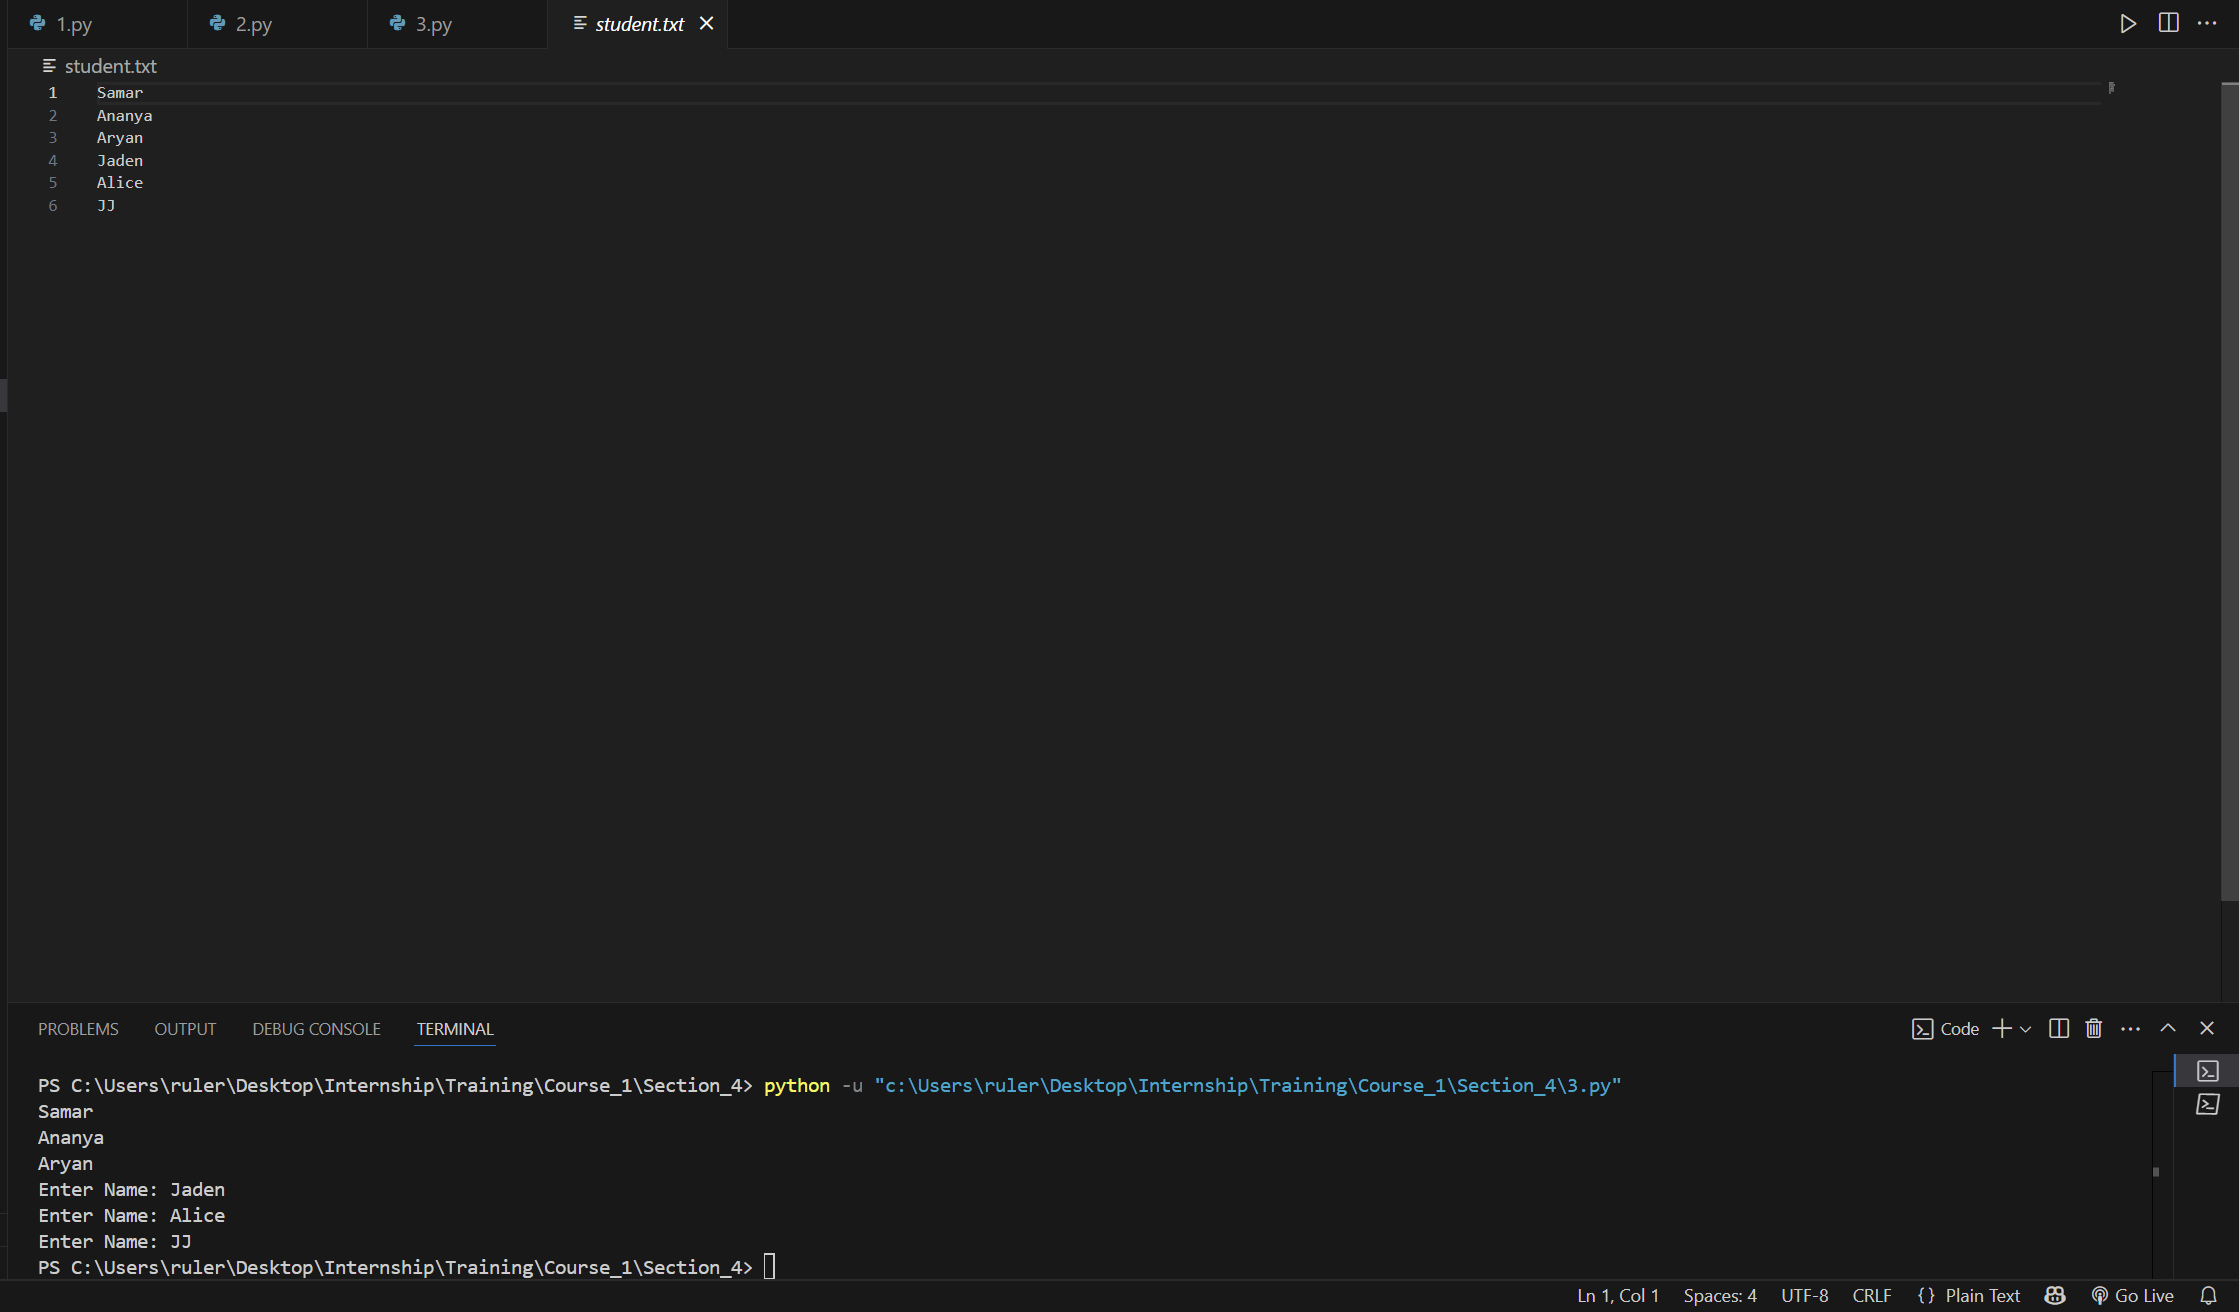 1.py 2.py 3.py student.txt
student.txt
1 Samar
2 Ananya
3 Aryan
4 Jaden
5 Alice
6 JJ
PROBLEMS OUTPUT DEBUG CONSOLE TERMINAL Code
PS C:\Users\ruler\Desktop\Internship\Training\Course_1\Section_4> python -u "c:\Users\ruler\Desktop\Internship\Training\Course_1\Section_4\3.py"
Samar
Ananya
Aryan
Enter Name: Jaden
Enter Name: Alice
Enter Name: JJ
PS C:\Users\ruler\Desktop\Internship\Training\Course_1\Section_4>
Ln 1, Col 1 Spaces: 4 UTF-8 CRLF {} Plain Text Go Live